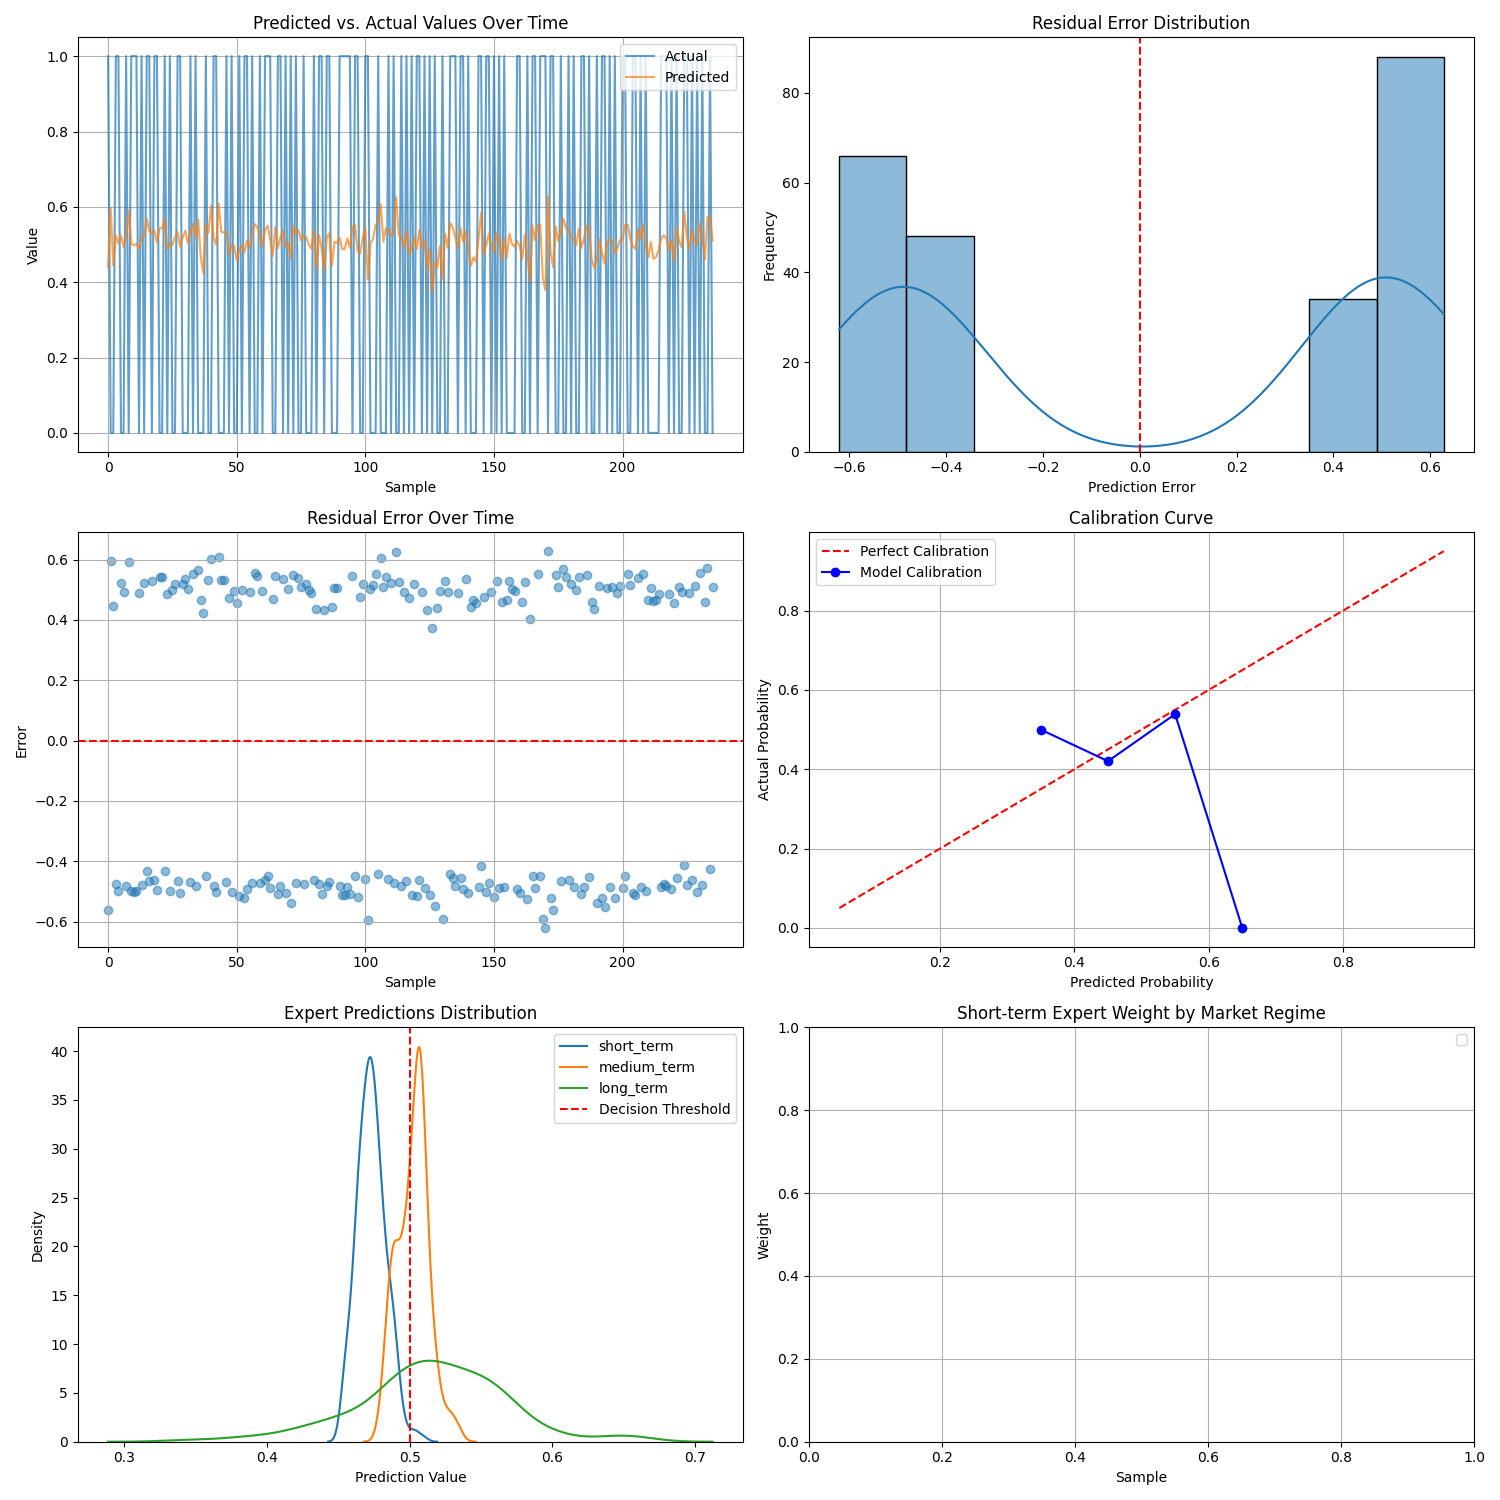 Predicted vs. Actual Values Over Time
Actual
Predicted
1.0
0.8
0.6
0.4
0.2
0.0
Value
0 50 100 150 200
Sample
Residual Error Distribution
80
60
40
20
0
Frequency
−0.6 −0.4 −0.2 0.0 0.2 0.4 0.6
Prediction Error
Residual Error Over Time
0.6
0.4
0.2
0.0
−0.2
−0.4
−0.6
Error
0 50 100 150 200
Sample
Calibration Curve
Perfect Calibration
Model Calibration
0.8
0.6
0.4
0.2
0.0
Actual Probability
0.2 0.4 0.6 0.8
Predicted Probability
Expert Predictions Distribution
short_term
medium_term
long_term
Decision Threshold
40
35
30
25
20
15
10
5
0
Density
0.3 0.4 0.5 0.6 0.7
Prediction Value
Short-term Expert Weight by Market Regime
1.0
0.8
0.6
0.4
0.2
0.0
Weight
0.0 0.2 0.4 0.6 0.8 1.0
Sample